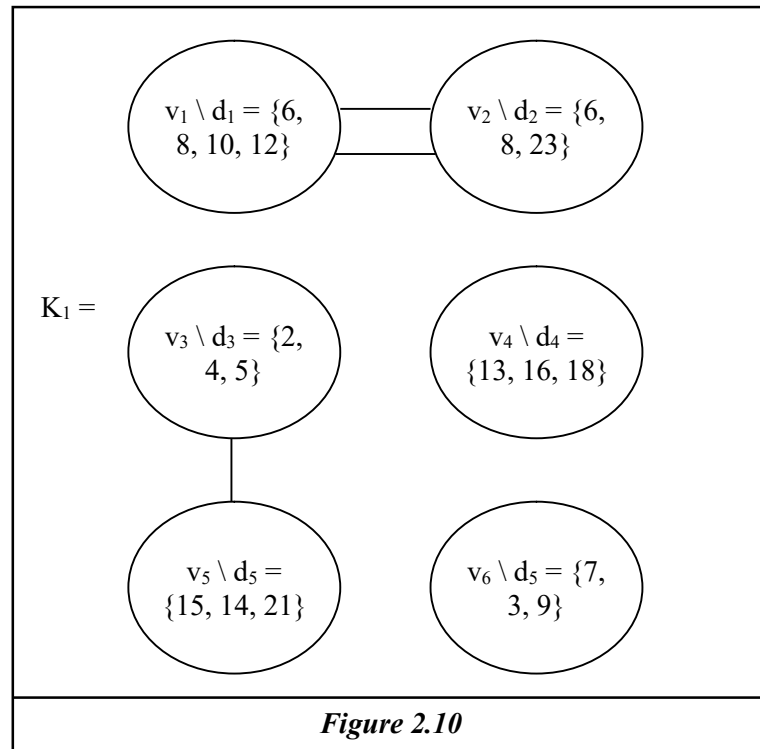 v₁ \ d₁ = {6,
8, 10, 12}
v₂ \ d₂ = {6,
8, 23}
K₁ =
v₃ \ d₃ = {2,
4, 5}
v₄ \ d₄ =
{13, 16, 18}
v₅ \ d₅ =
{15, 14, 21}
v₆ \ d₅ = {7,
3, 9}
Figure 2.10